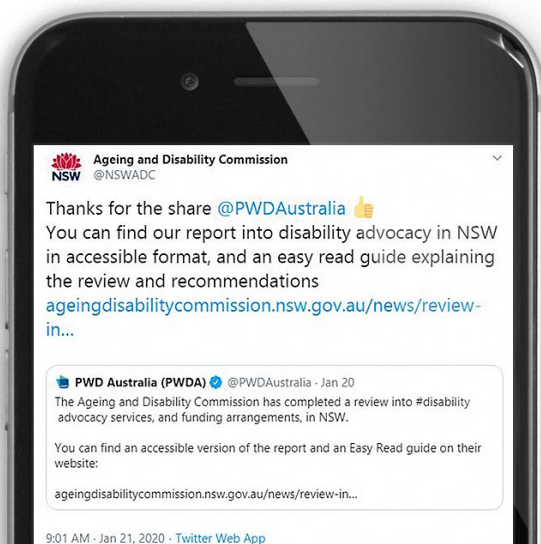 NSW
Ageing and Disability Commission
@NSWADC
Thanks for the share @PWDAustralia 👍
You can find our report into disability advocacy in NSW
in accessible format, and an easy read guide explaining
the review and recommendations
ageingdisabilitycommission.nsw.gov.au/news/review-
in...
PWD Australia (PWDA) @PWDAustralia · Jan 20
The Ageing and Disability Commission has completed a review into #disability
advocacy services, and funding arrangements, in NSW.
You can find an accessible version of the report and an Easy Read guide on their
website:
ageingdisabilitycommission.nsw.gov.au/news/review-in...
9:01 AM · Jan 21, 2020 · Twitter Web App